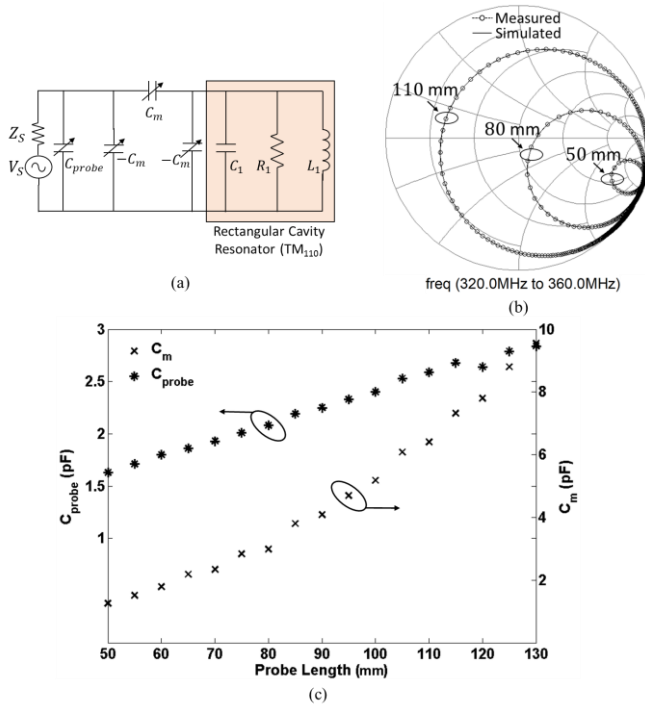 (a)
Z_S
V_S
C_probe
-C_m
C_m
-C_m
C_1
R_1
L_1
Rectangular Cavity
Resonator (TM_110)
(b)
Measured
Simulated
110 mm
80 mm
50 mm
freq (320.0MHz to 360.0MHz)
(a)
(b)
3
2.5
2
1.5
1
C_probe (pF)
C_m
C_probe
10
8
6
4
2
C_m (pF)
50
60
70
80
90
100
110
120
130
Probe Length (mm)
(c)